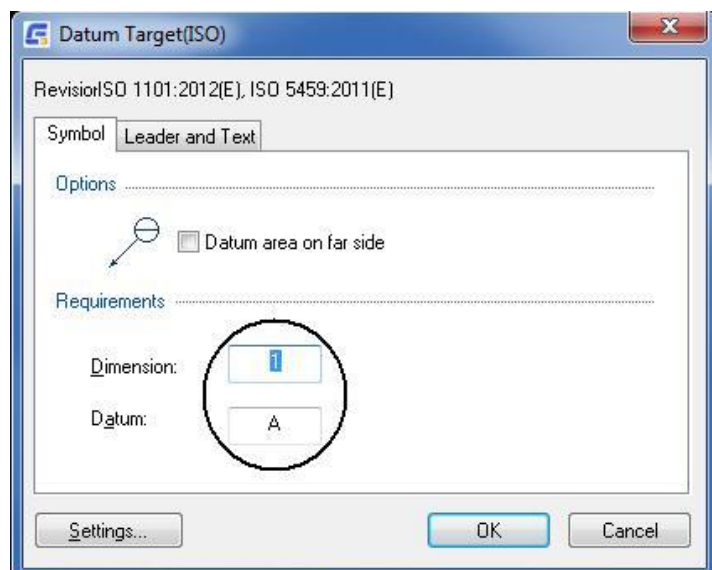 Datum Target(ISO)
RevisiorISO 1101:2012(E), ISO 5459:2011(E)
Symbol Leader and Text
Options
Datum area on far side
Requirements
Dimension: 1
Datum: A
Settings... OK Cancel